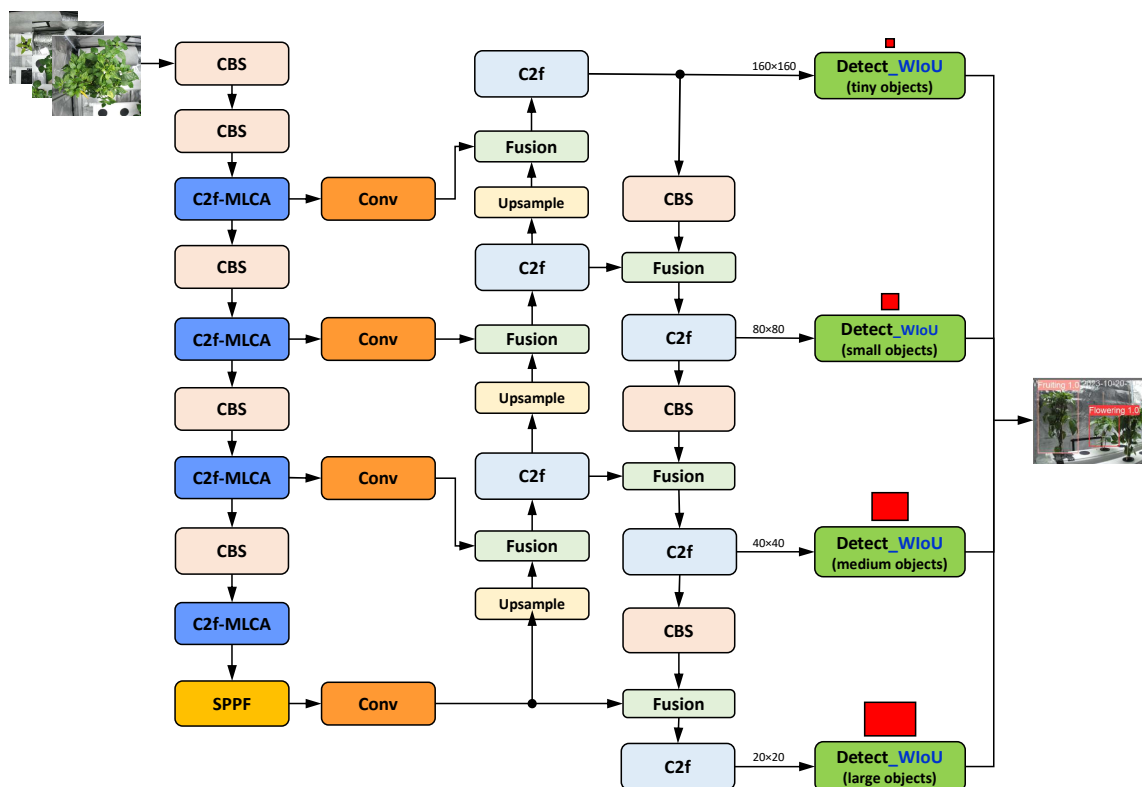 CBS
CBS
C2f-MLCA
CBS
C2f-MLCA
CBS
C2f-MLCA
CBS
C2f-MLCA
SPPF
Conv
Conv
Conv
Conv
C2f
Fusion
Upsample
C2f
Fusion
Upsample
C2f
Fusion
Upsample
CBS
Fusion
C2f
CBS
Fusion
C2f
CBS
Fusion
C2f
160×160
80×80
40×40
20×20
Detect_WIoU
(tiny objects)
Detect_WIoU
(small objects)
Detect_WIoU
(medium objects)
Detect_WIoU
(large objects)
Fruiting 1.0
Flowering 1.0